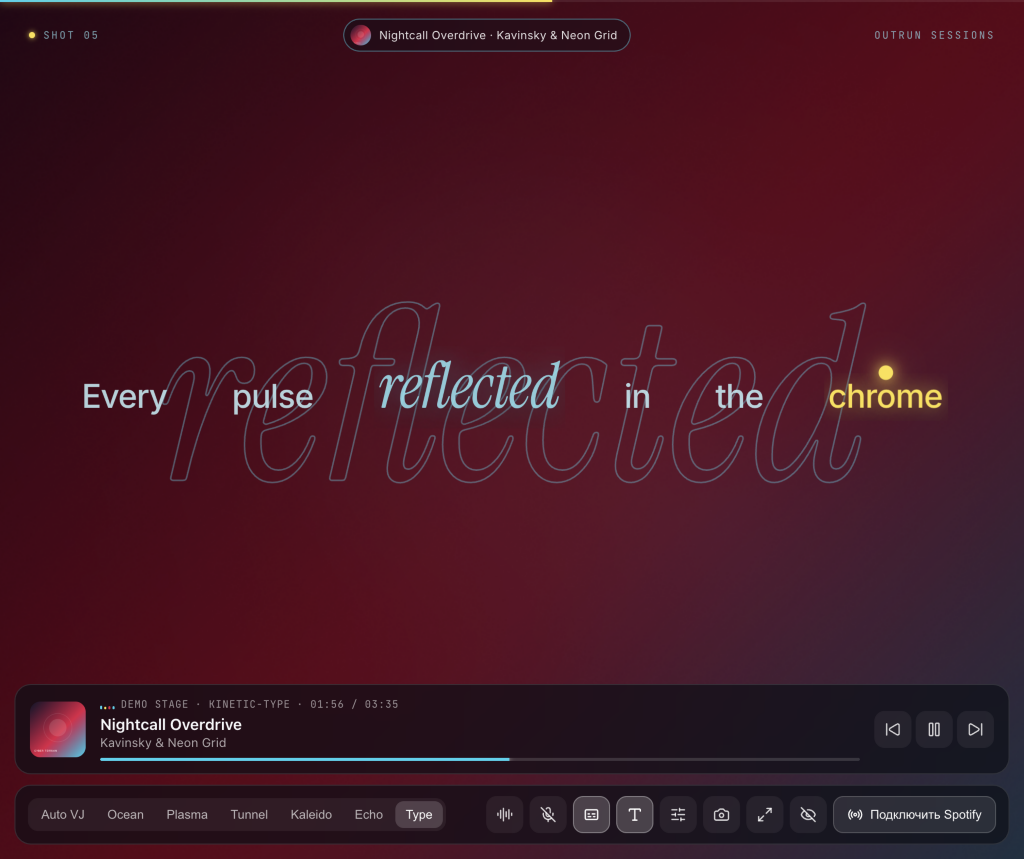 SHOT 05
Nightcall Overdrive · Kavinsky & Neon Grid
OUTRUN SESSIONS
reflected
Every pulse reflected in the chrome
DEMO STAGE · KINETIC-TYPE · 01:56 / 03:35
Nightcall Overdrive
Kavinsky & Neon Grid
Auto VJ Ocean Plasma Tunnel Kaleido Echo Type
Подключить Spotify